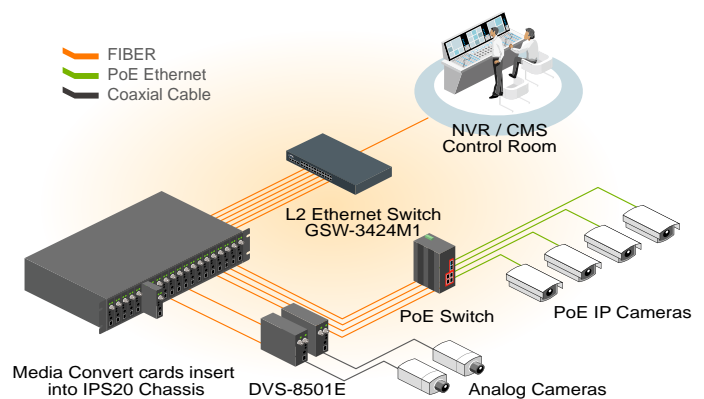 FIBER
PoE Ethernet
Coaxial Cable
NVR / CMS
Control Room
L2 Ethernet Switch
GSW-3424M1
PoE Switch
PoE IP Cameras
Media Convert cards insert
into IPS20 Chassis
DVS-8501E
Analog Cameras